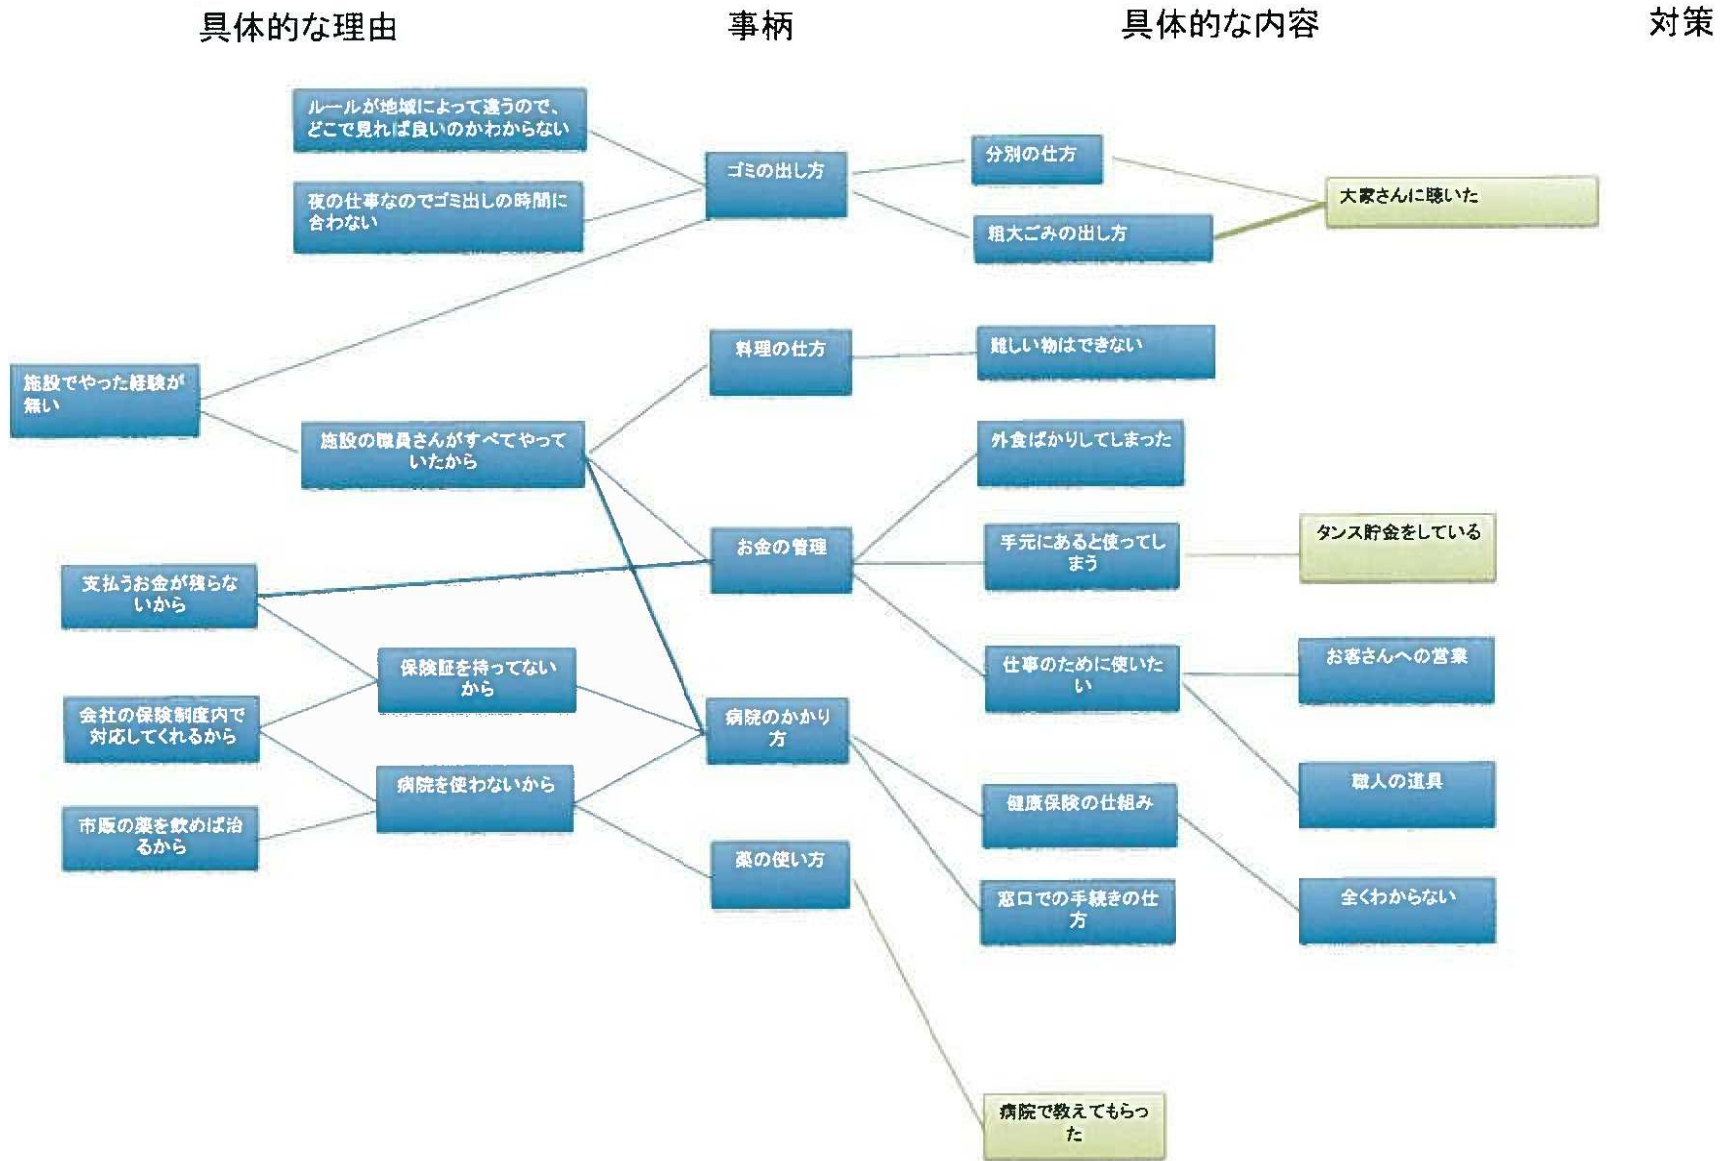 具体的な理由
事柄
具体的な内容
対策
ルールが地域によって違うので、
どこで見れば良いのかわからない
夜の仕事なのでゴミ出しの時間に
合わない
施設でやった経験が
無い
施設の職員さんがすべてやって
いたから
支払うお金が残らな
いから
会社の保険制度内で
対応してくれるから
市販の薬を飲めば治
るから
保険証を持ってない
から
病院を使わないから
ゴミの出し方
料理の仕方
お金の管理
病院のかかり
方
薬の使い方
分別の仕方
粗大ごみの出し方
難しい物はできない
外食ばかりしてしまった
手元にあると使ってし
まう
仕事のために使いた
い
健康保険の仕組み
窓口での手続きの仕
方
病院で教えてもらっ
た
大家さんに聴いた
タンス貯金をしている
お客さんへの営業
職人の道具
全くわからない